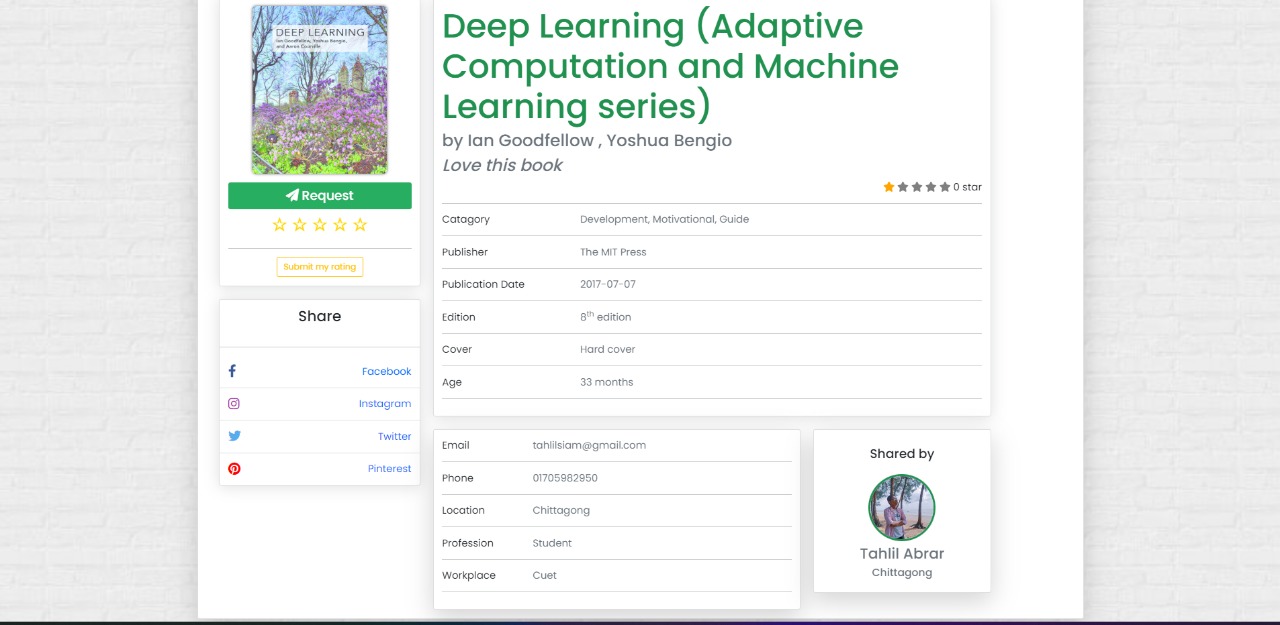 DEEP LEARNING
Ian Goodfellow, Yoshua Bengio,
and Aaron Courville
Request
Submit my rating
Share
Facebook
Instagram
Twitter
Pinterest
Deep Learning (Adaptive
Computation and Machine
Learning series)
by Ian Goodfellow , Yoshua Bengio
Love this book
0 star
Catagory Development, Motivational, Guide
Publisher The MIT Press
Publication Date 2017-07-07
Edition 8th edition
Cover Hard cover
Age 33 months
Email tahlilsiam@gmail.com
Phone 01705982950
Location Chittagong
Profession Student
Workplace Cuet
Shared by
Tahlil Abrar
Chittagong